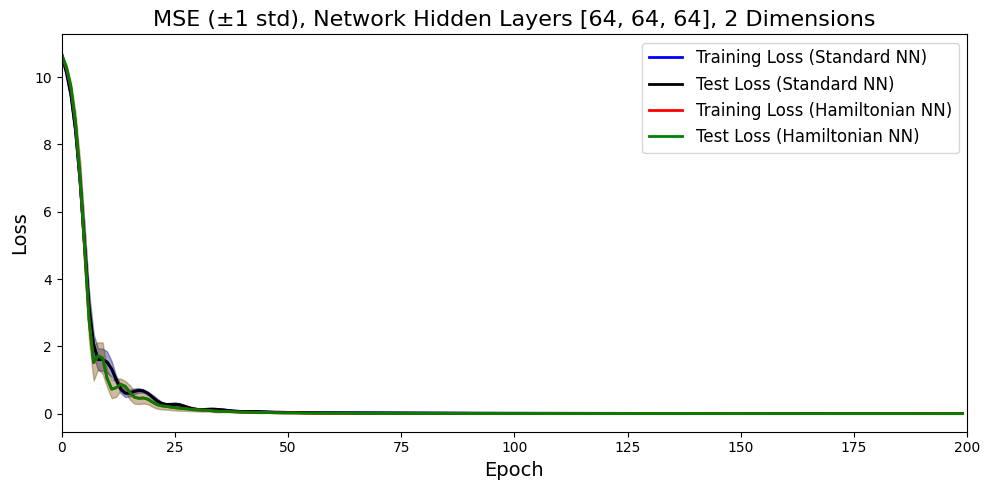 MSE (±1 std), Network Hidden Layers [64, 64, 64], 2 Dimensions
Training Loss (Standard NN)
Test Loss (Standard NN)
Training Loss (Hamiltonian NN)
Test Loss (Hamiltonian NN)
Loss
10
8
6
4
2
0
0 25 50 75 100 125 150 175 200
Epoch